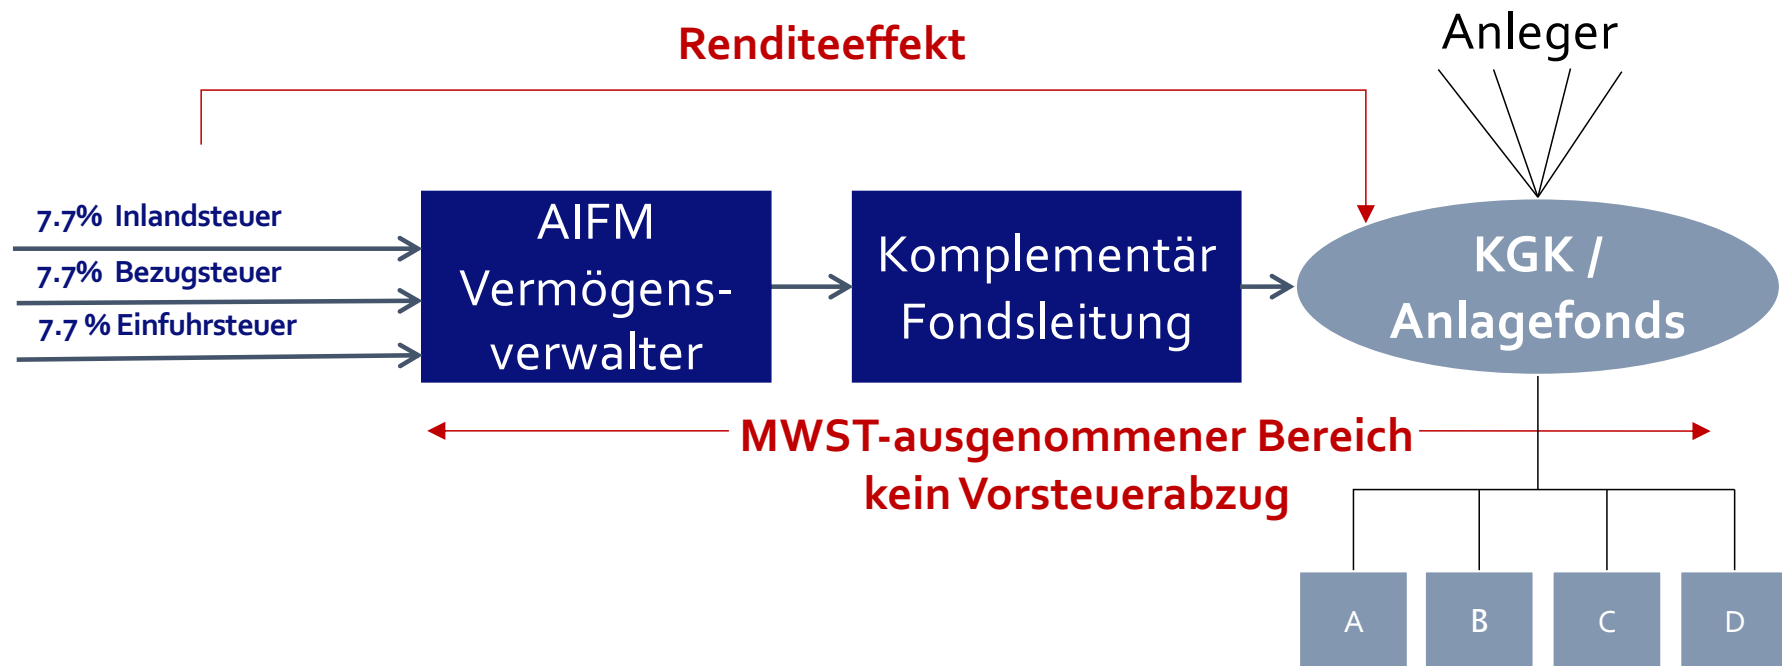 Renditeeffekt
Anleger
7.7% Inlandsteuer
7.7% Bezugsteuer
7.7 % Einfuhrsteuer
AIFM
Vermögens-
verwalter
Komplementär
Fondsleitung
KGK /
Anlagefonds
MWST-ausgenommener Bereich
kein Vorsteuerabzug
A
B
C
D